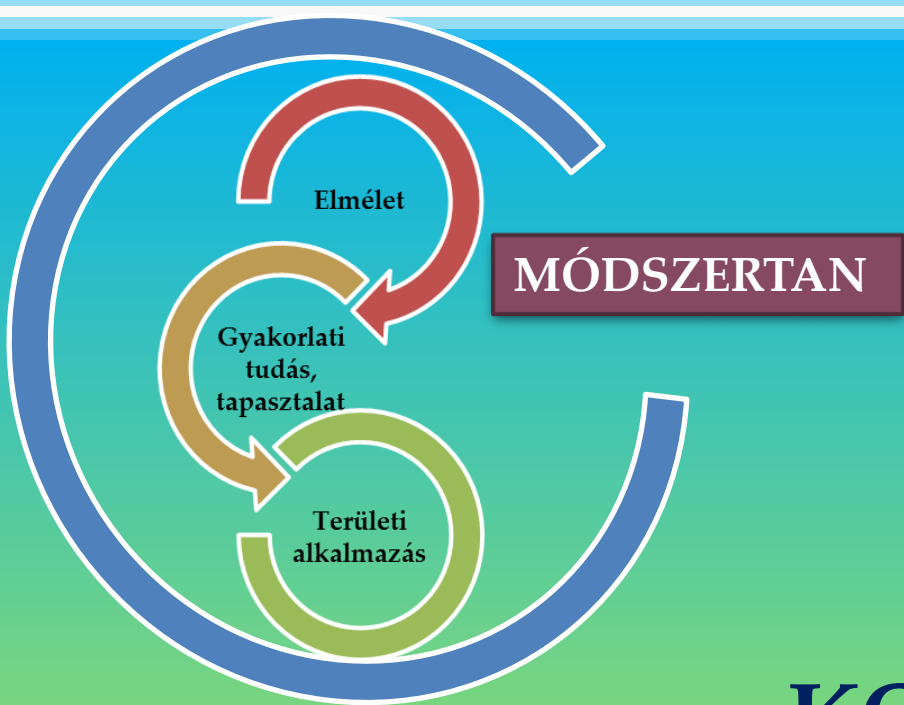 Elmélet
MÓDSZERTAN
Gyakorlati
tudás,
tapasztalat
Területi
alkalmazás